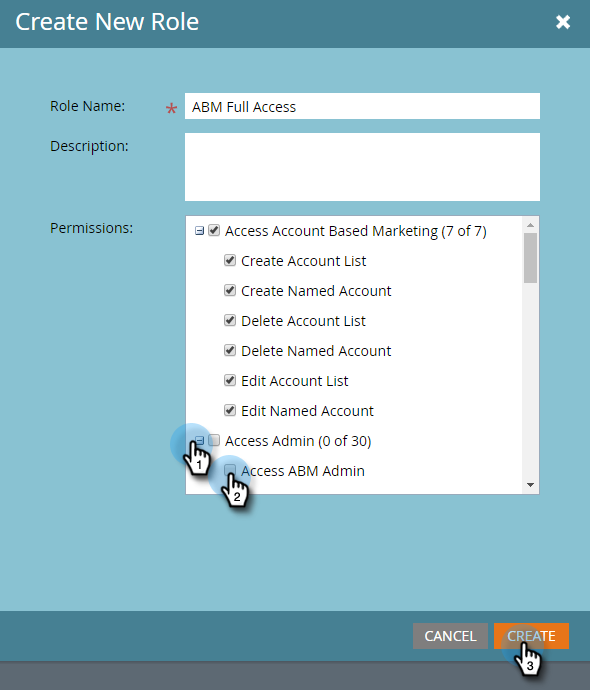 Create New Role
Role Name: * ABM Full Access
Description:
Permissions: Access Account Based Marketing (7 of 7)
Create Account List
Create Named Account
Delete Account List
Delete Named Account
Edit Account List
Edit Named Account
Access Admin (0 of 30)
1
Access ABM Admin
2
CANCEL CREATE
3